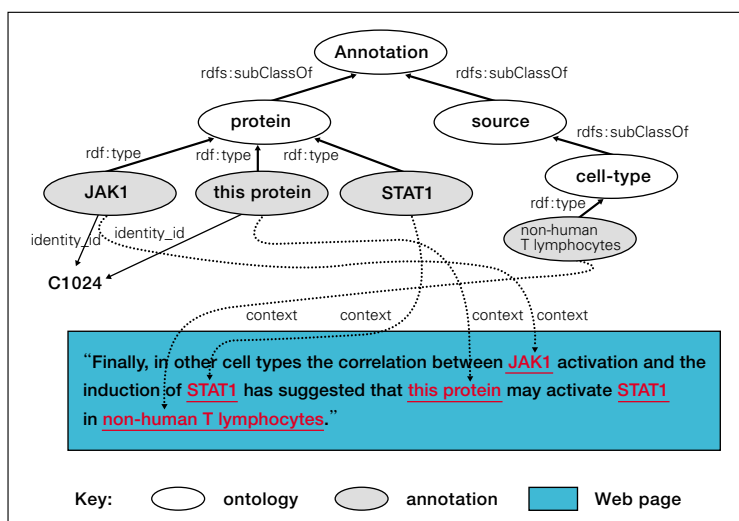 Annotation
rdfs:subClassOf
rdfs:subClassOf
protein
source
rdf:type
rdf:type
rdf:type
rdfs:subClassOf
cell-type
JAK1
this protein
STAT1
rdf:type
non-human
T lymphocytes
identity_id
identity_id
C1024
context
context
context
context
“Finally, in other cell types the correlation between JAK1 activation and the
induction of STAT1 has suggested that this protein may activate STAT1
in non-human T lymphocytes.”
Key:
ontology
annotation
Web page